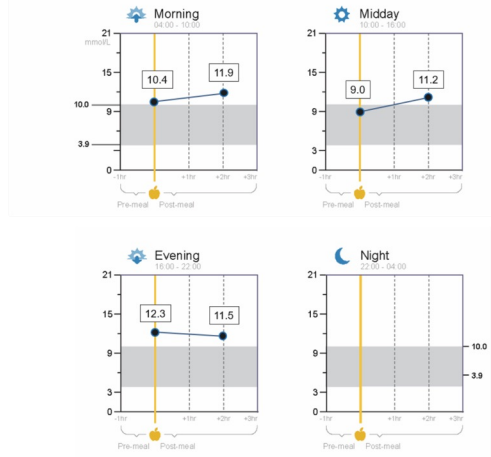 Morning
04:00 - 10:00
Midday
10:00 - 16:00
21
mmol/L
15
10.0
9
3.9
3
0
10.4
11.9
-1hr
+1hr
+2hr
+3hr
Pre-meal
Post-meal
21
15
9
3
0
9.0
11.2
-1hr
+1hr
+2hr
+3hr
Pre-meal
Post-meal
Evening
16:00 - 22:00
Night
22:00 - 04:00
21
15
9
3
0
12.3
11.5
-1hr
+1hr
+2hr
+3hr
Pre-meal
Post-meal
21
15
9
3
0
10.0
3.9
-1hr
+1hr
+2hr
+3hr
Pre-meal
Post-meal